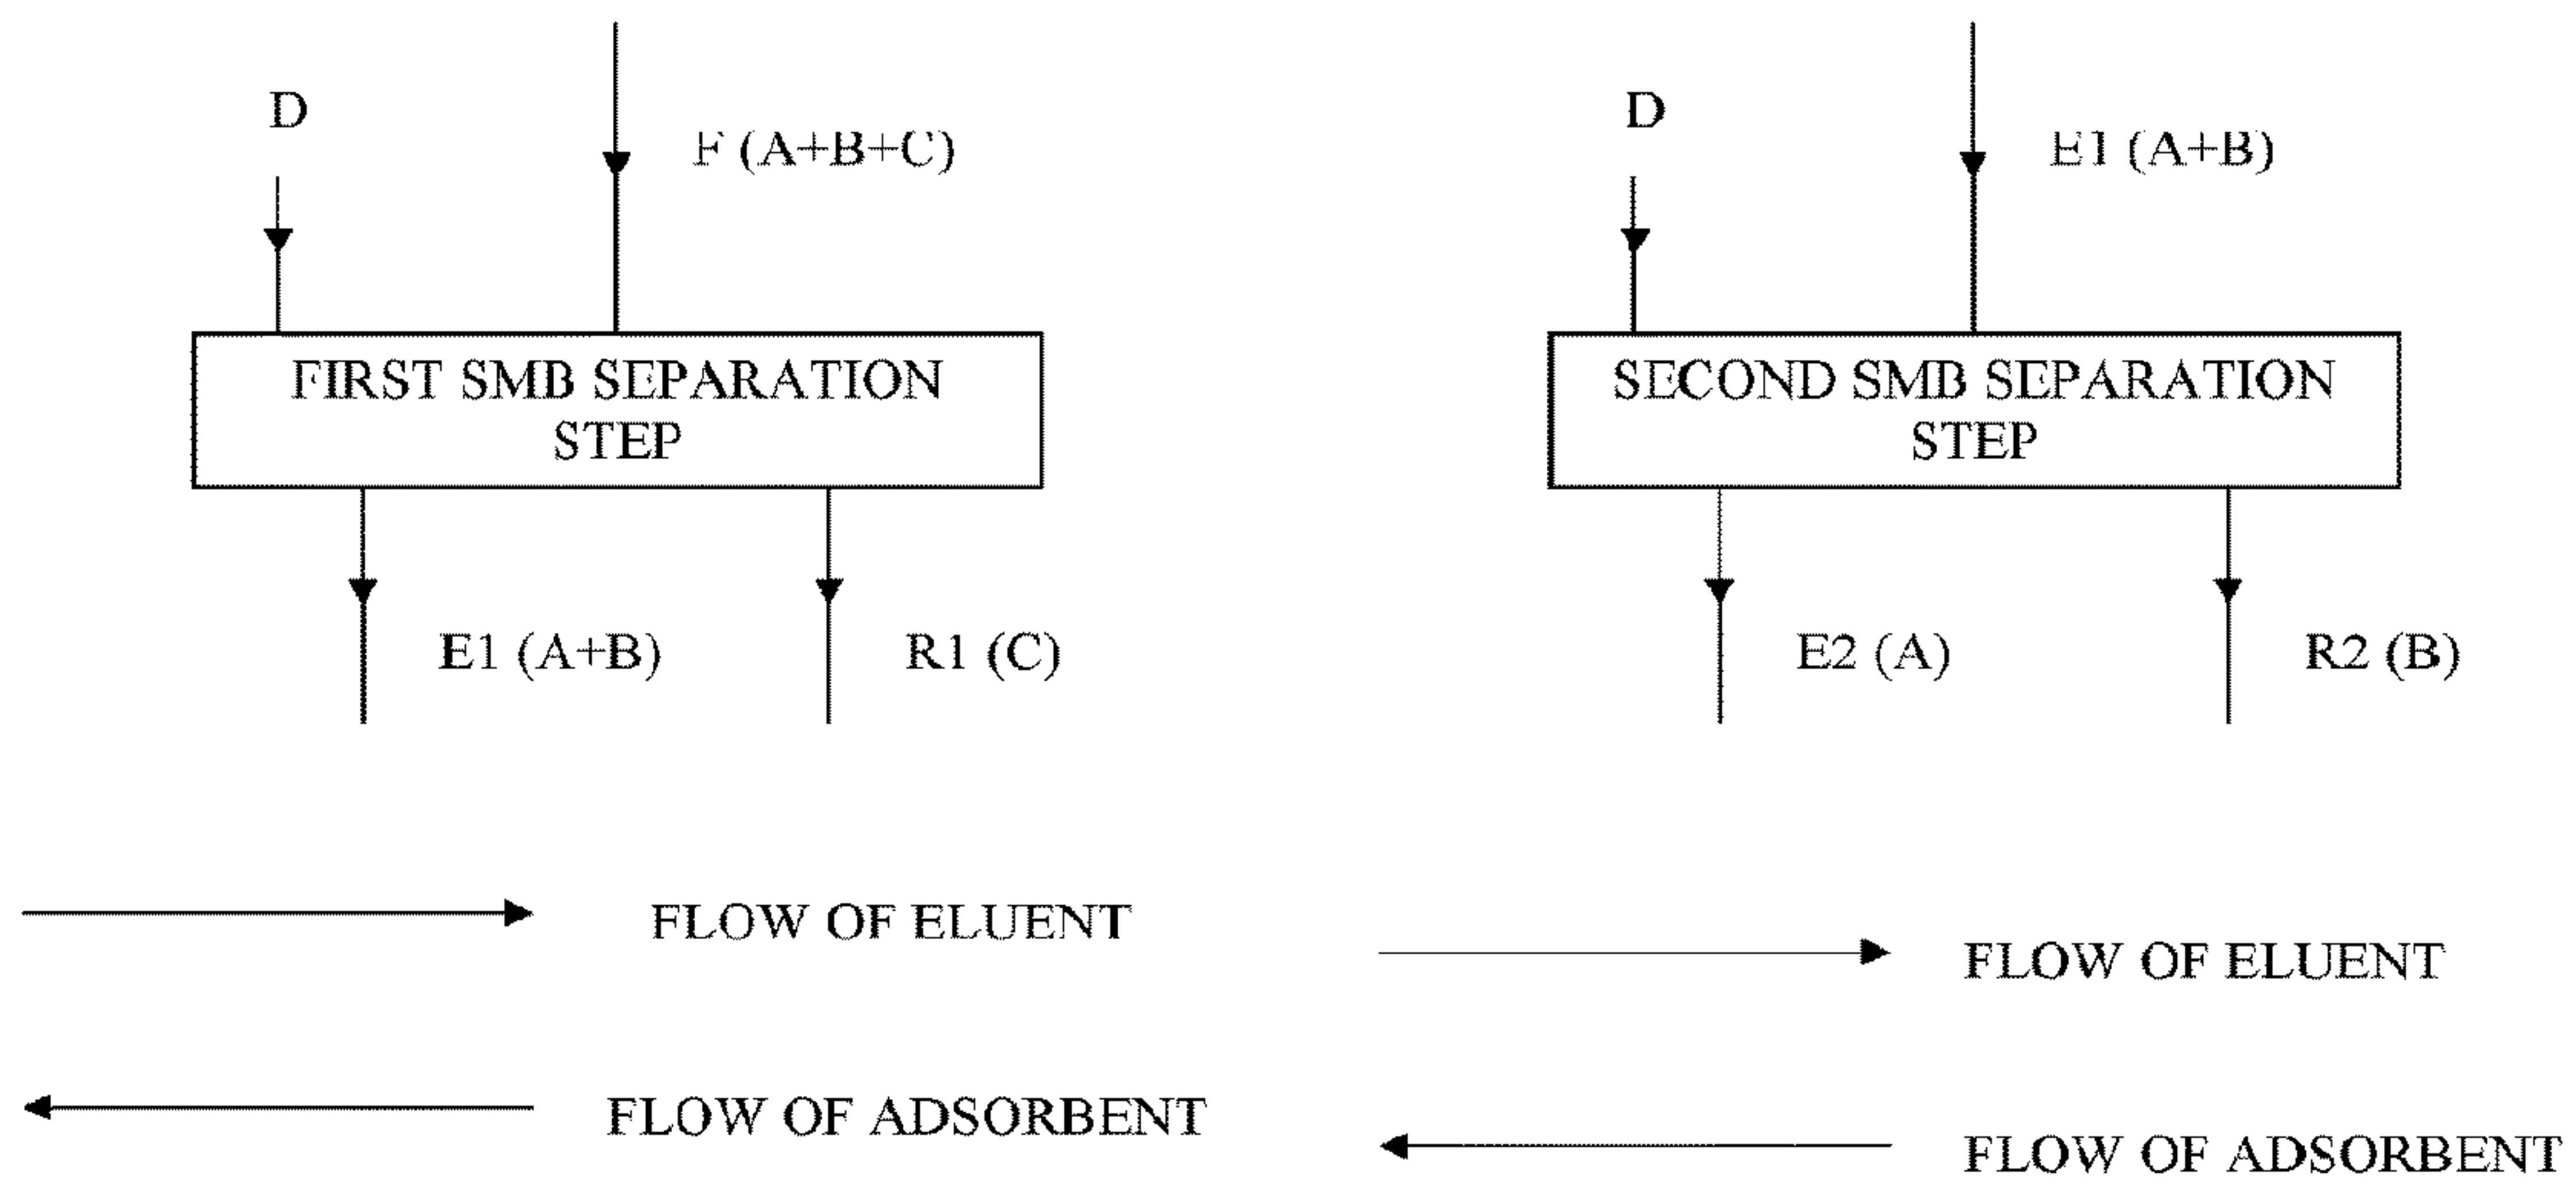 D
F (A+B+C)
FIRST SMB SEPARATION
STEP
E1 (A+B)
R1 (C)
FLOW OF ELUENT
FLOW OF ADSORBENT
D
E1 (A+B)
SECOND SMB SEPARATION
STEP
E2 (A)
R2 (B)
FLOW OF ELUENT
FLOW OF ADSORBENT